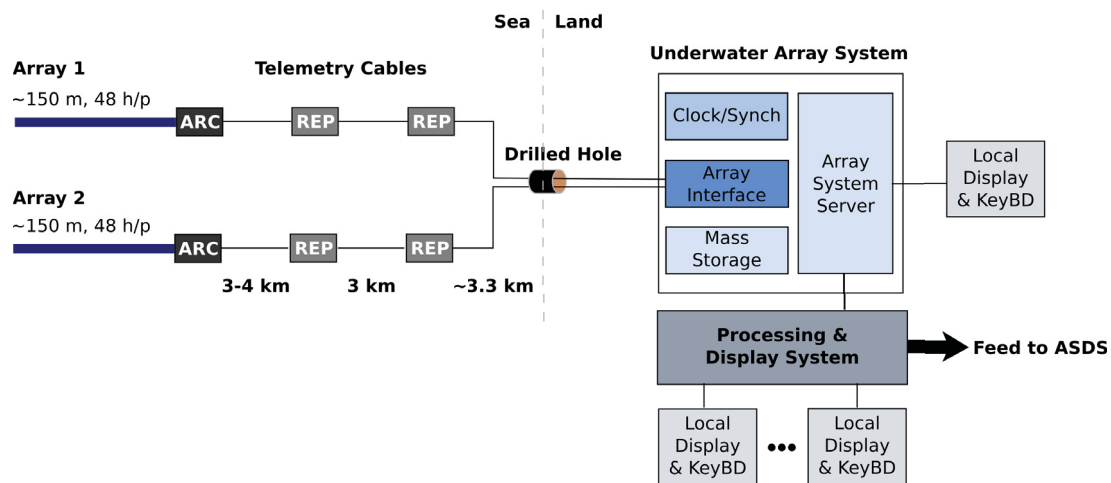 Sea
Land
Underwater Array System
Array 1
Telemetry Cables
~150 m, 48 h/p
ARC
REP
REP
Drilled Hole
Array 2
~150 m, 48 h/p
ARC
REP
REP
3-4 km
3 km
~3.3 km
Clock/Synch
Array
Interface
Mass
Storage
Array
System
Server
Local
Display
& KeyBD
Processing &
Display System
Feed to ASDS
Local
Display
& KeyBD
Local
Display
& KeyBD